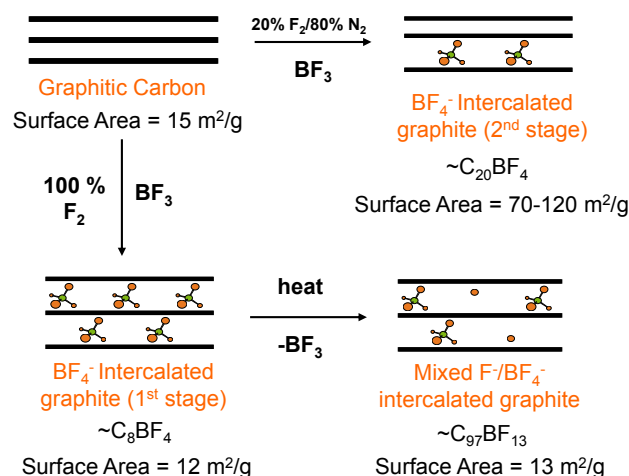 20% F₂/80% N₂
BF₃
Graphitic Carbon
Surface Area = 15 m²/g
BF₄⁻ Intercalated
graphite (2ⁿᵈ stage)
~C₂₀BF₄
Surface Area = 70-120 m²/g
100 %
F₂
BF₃
heat
-BF₃
BF₄⁻ Intercalated
graphite (1ˢᵗ stage)
~C₈BF₄
Surface Area = 12 m²/g
Mixed F⁻/BF₄⁻
intercalated graphite
~C₉₇BF₁₃
Surface Area = 13 m²/g